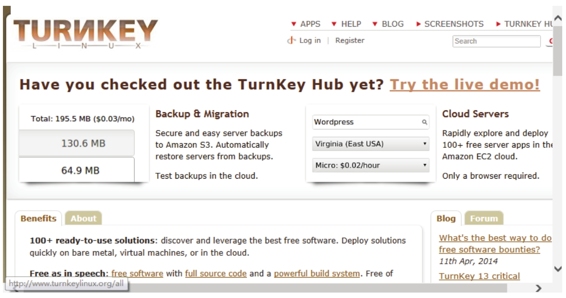 TURNKEY
LINUX
APPS HELP BLOG SCREENSHOTS TURNKEY HU
Log in | Register
Search
Have you checked out the TurnKey Hub yet? Try the live demo!
Total: 195.5 MB ($0.03/mo)
130.6 MB
64.9 MB
Backup & Migration
Secure and easy server backups
to Amazon S3. Automatically
restore servers from backups.
Test backups in the cloud.
Wordpress
Virginia (East USA)
Micro: $0.02/hour
Cloud Servers
Rapidly explore and deploy
100+ free server apps in the
Amazon EC2 cloud.
Only a browser required.
Benefits About
100+ ready-to-use solutions: discover and leverage the best free software. Deploy solutions
quickly on bare metal, virtual machines, or in the cloud.
Free as in speech: free software with full source code and a powerful build system. Free of
Blog Forum
What's the best way to do
free software bounties?
11th Apr, 2014
TurnKey 13 critical
http://www.turnkeylinux.org/all